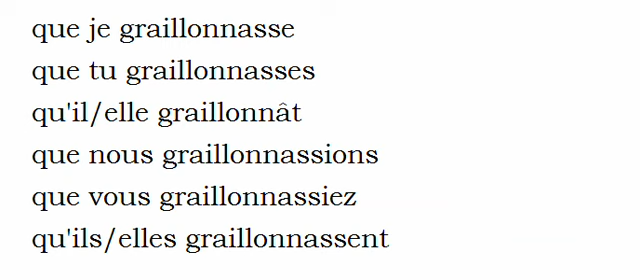 que je graillonnasse
que tu graillonnasses
qu'il/elle graillonnât
que nous graillonnassions
que vous graillonnassiez
qu'ils/elles graillonnassent